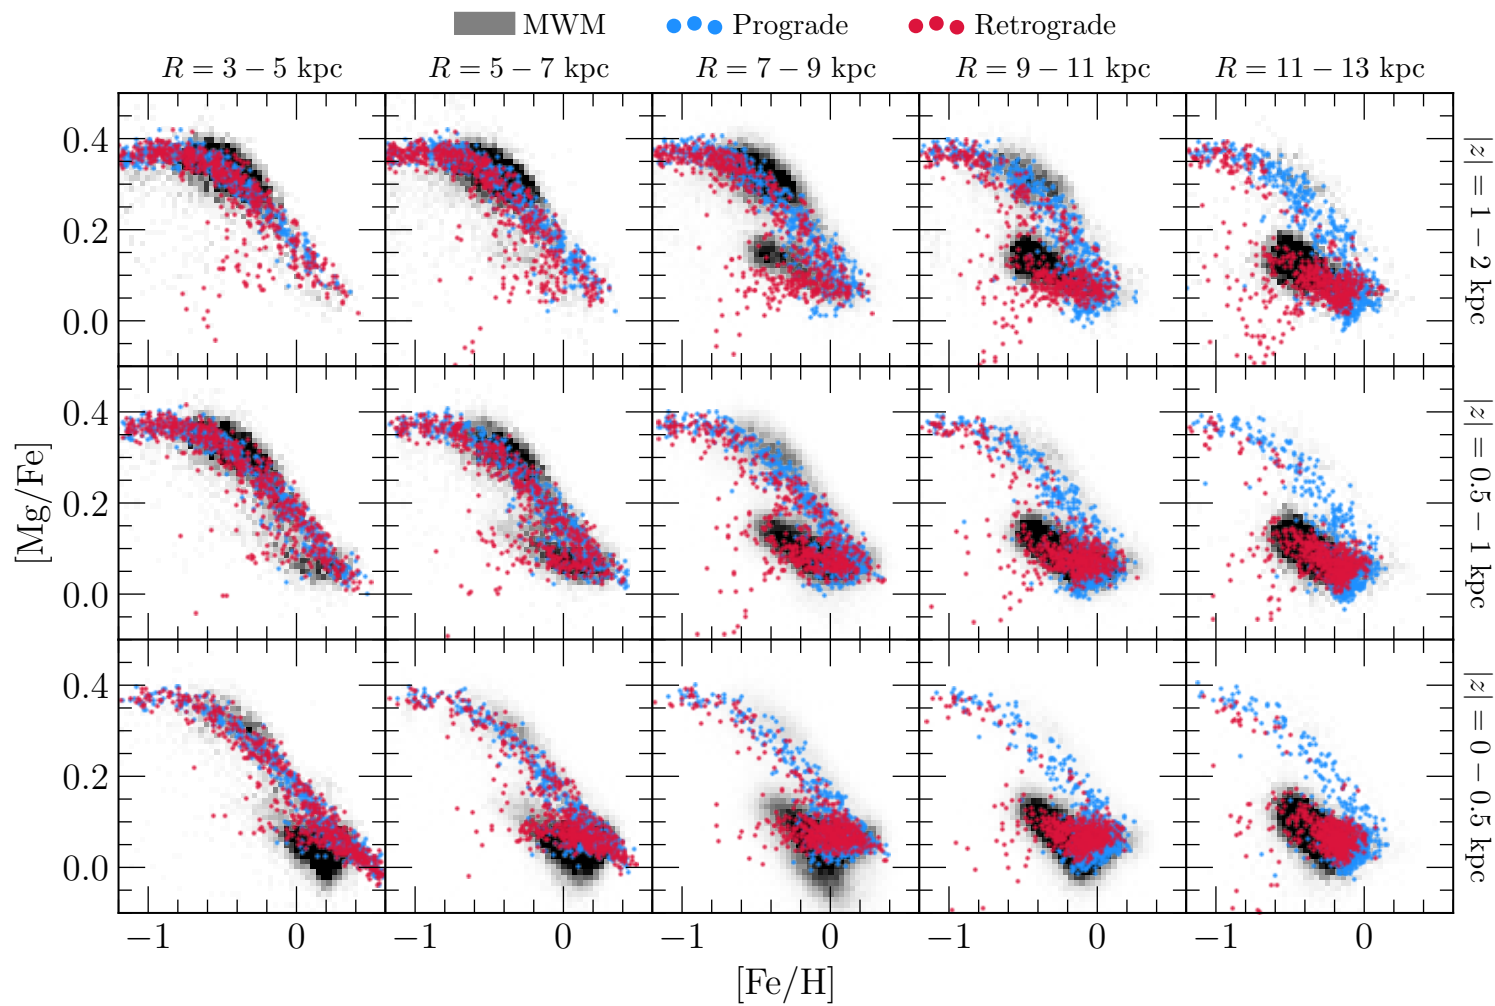 MWM Prograde Retrograde
R = 3 − 5 kpc R = 5 − 7 kpc R = 7 − 9 kpc R = 9 − 11 kpc R = 11 − 13 kpc
0.4
0.2
0.0
|z| = 1 − 2 kpc
0.4
0.2
0.0
|z| = 0.5 − 1 kpc
[Mg/Fe]
0.4
0.2
0.0
|z| = 0 − 0.5 kpc
−1 0 −1 0 −1 0 −1 0 −1 0
[Fe/H]